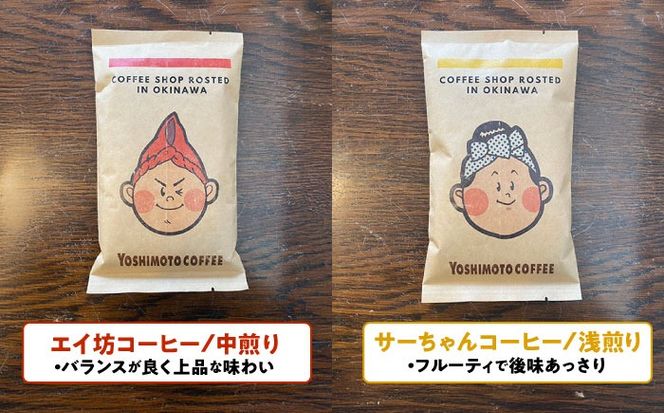 COFFEE SHOP ROSTED
IN OKINAWA
YOSHIMOTO COFFEE
エイ坊コーヒー/中煎り
•バランスが良く上品な味わい
COFFEE SHOP ROSTED
IN OKINAWA
YOSHIMOTO COFFEE
サーちゃんコーヒー/浅煎り
•フルーティで後味あっさり